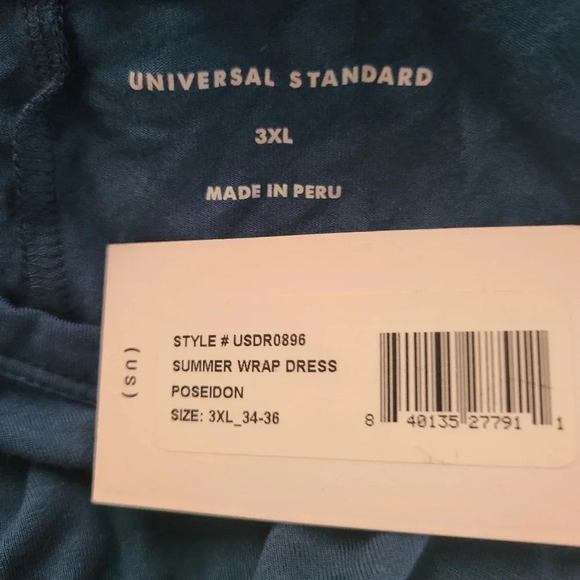 UNIVERSAL STANDARD
3XL
MADE IN PERU
(us)
STYLE # USDR0896
SUMMER WRAP DRESS
POSEIDON
SIZE: 3XL_34-36
8 40135 27791 1